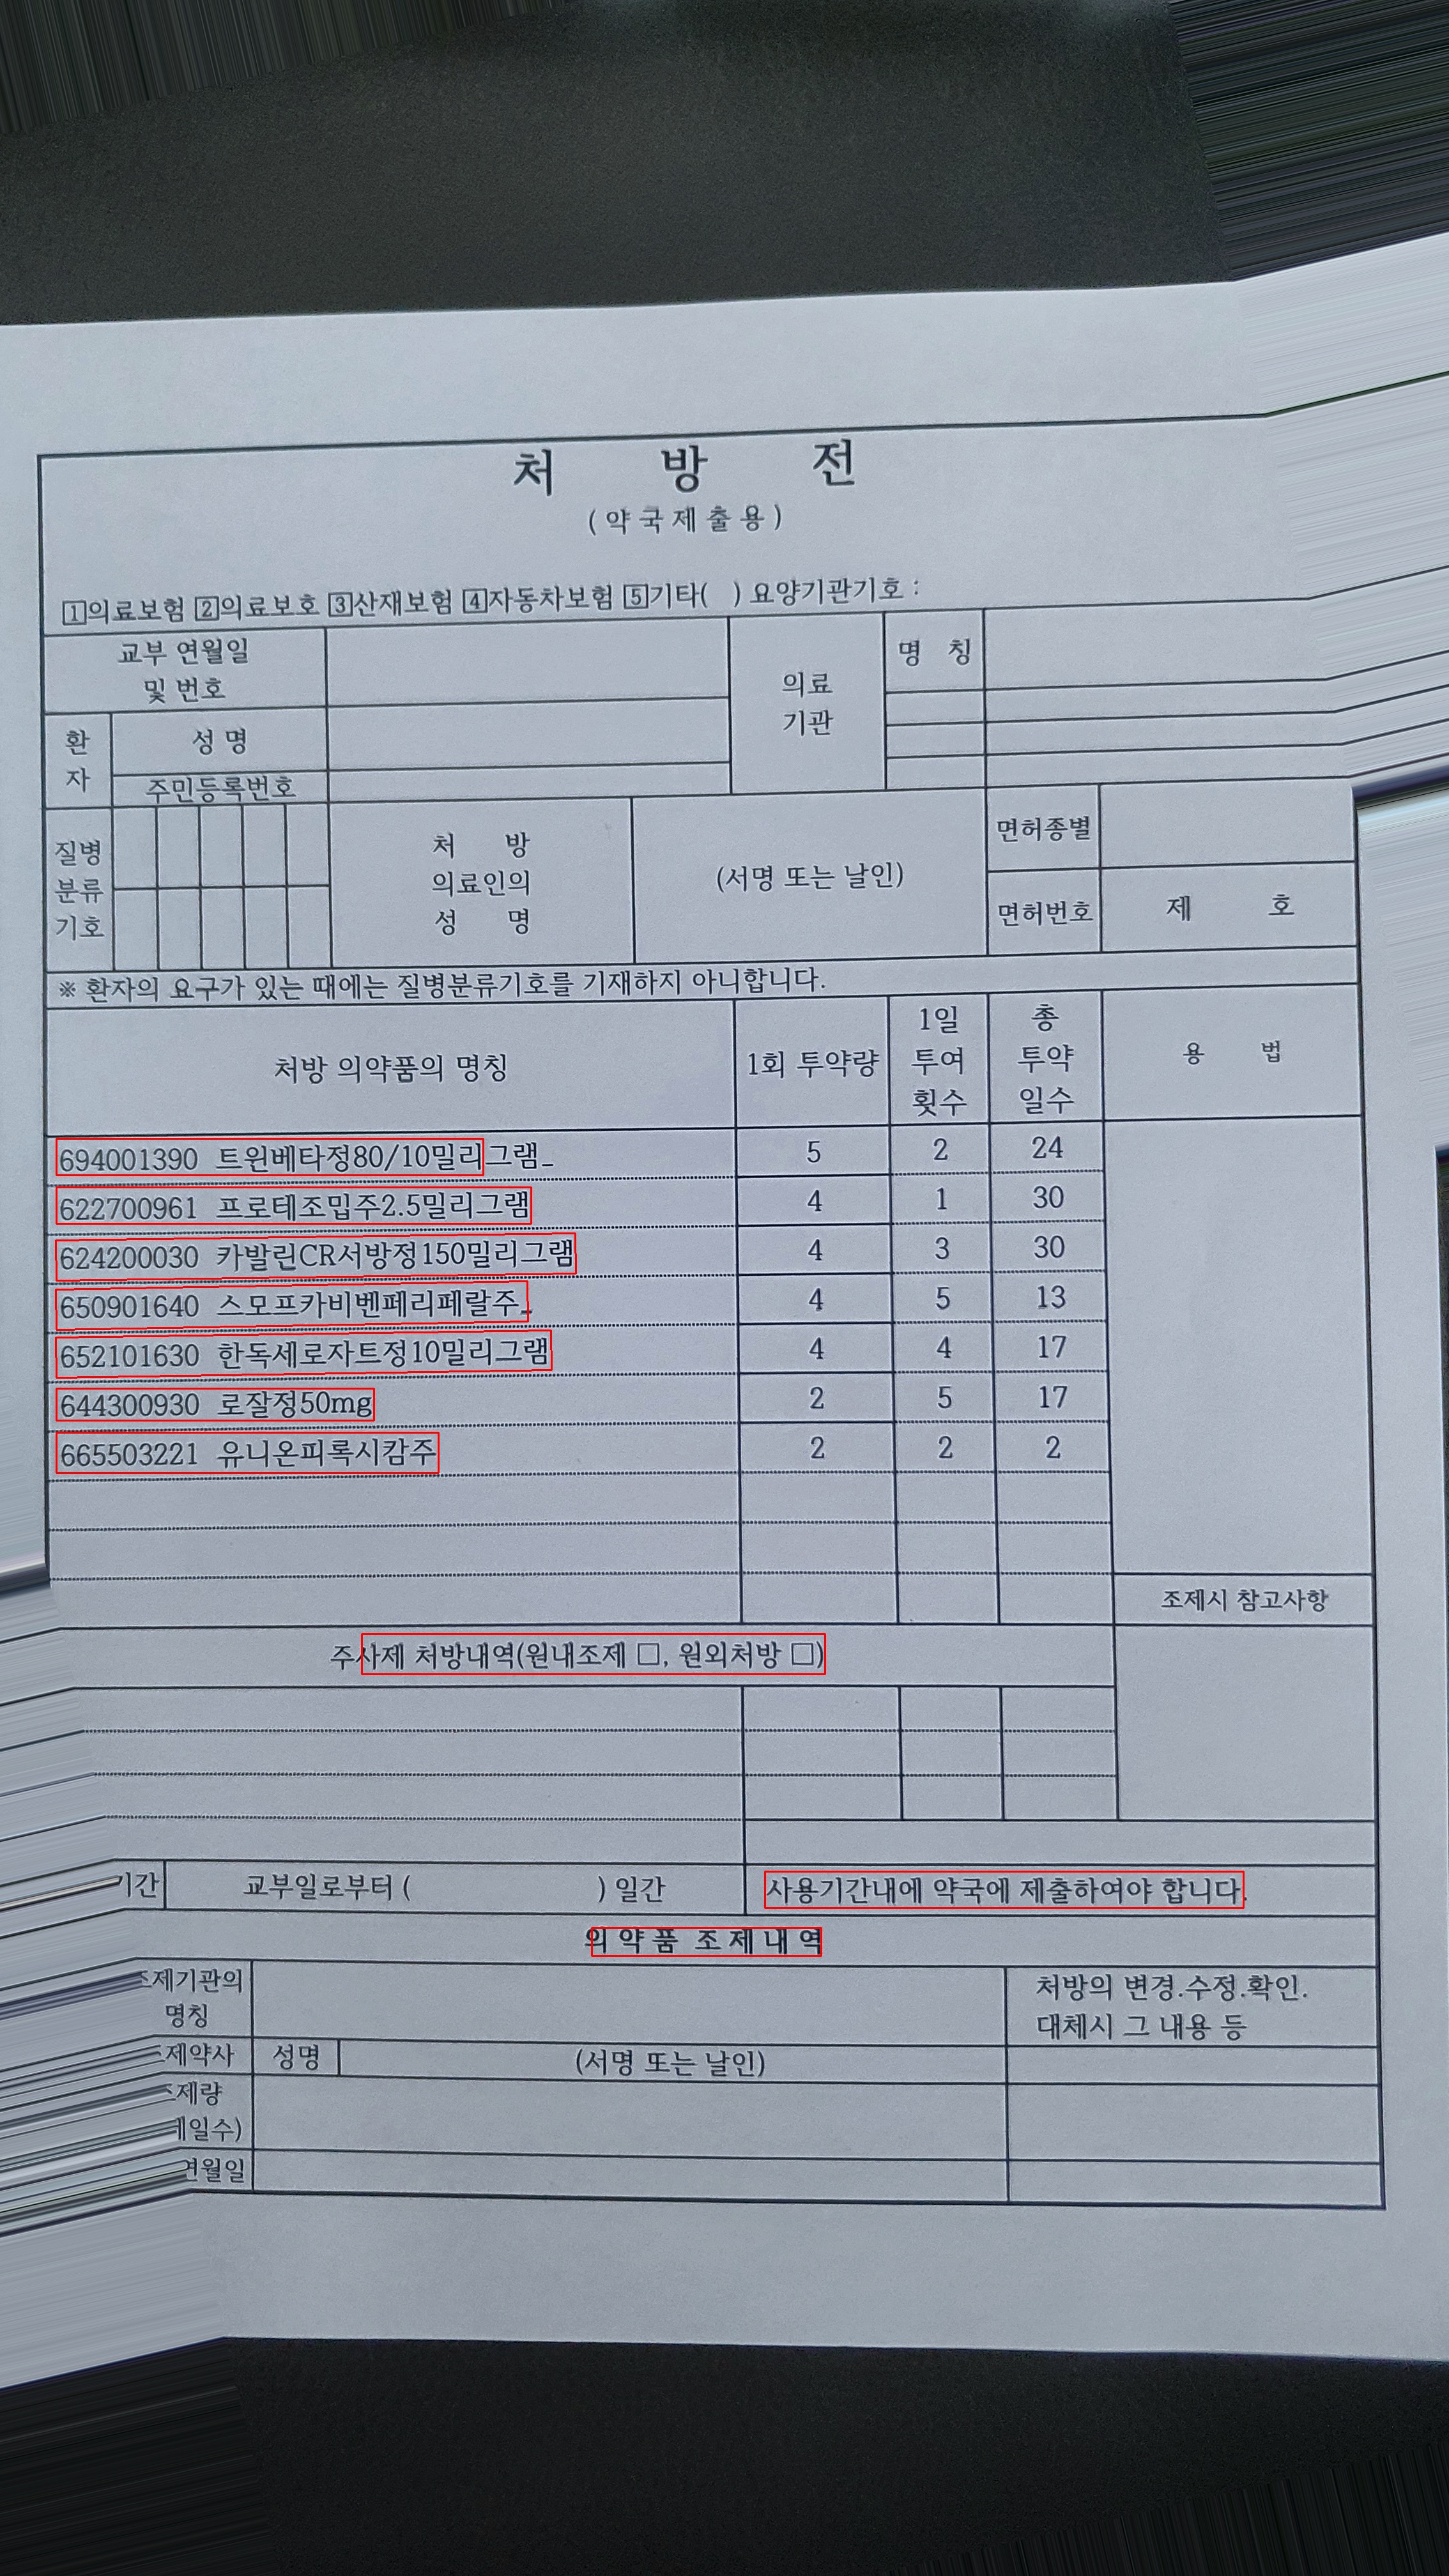 처 방 전
(약국제출용)
1의료보험 2의료보호 3산재보험 4자동차보험 5기타( ) 요양기관기호 :
교부 연월일
및 번호
의료
기관
명 칭
환
자
성 명
주민등록번호
질병
분류
기호
처 방
의료인의
성 명
(서명 또는 날인)
면허종별
면허번호
제 호
※ 환자의 요구가 있는 때에는 질병분류기호를 기재하지 아니합니다.
처방 의약품의 명칭
1회 투약량
1일
투여
횟수
총
투약
일수
용 법
694001390 트윈베타정80/10밀리그램_ 5 2 24
622700961 프로테조밉주2.5밀리그램 4 1 30
624200030 카발린CR서방정150밀리그램 4 3 30
650901640 스모프카비벤페리페랄주_ 4 5 13
652101630 한독세로자트정10밀리그램 4 4 17
644300930 로잘정50mg 2 5 17
665503221 유니온피록시캄주 2 2 2
조제시 참고사항
주사제 처방내역(원내조제 □, 원외처방 □)
기간 교부일로부터 ( ) 일간 사용기간내에 약국에 제출하여야 합니다.
의 약 품 조 제 내 역
조제기관의
명칭
처방의 변경.수정.확인.
대체시 그 내용 등
제약사 성명 (서명 또는 날인)
제량
일수)
연월일